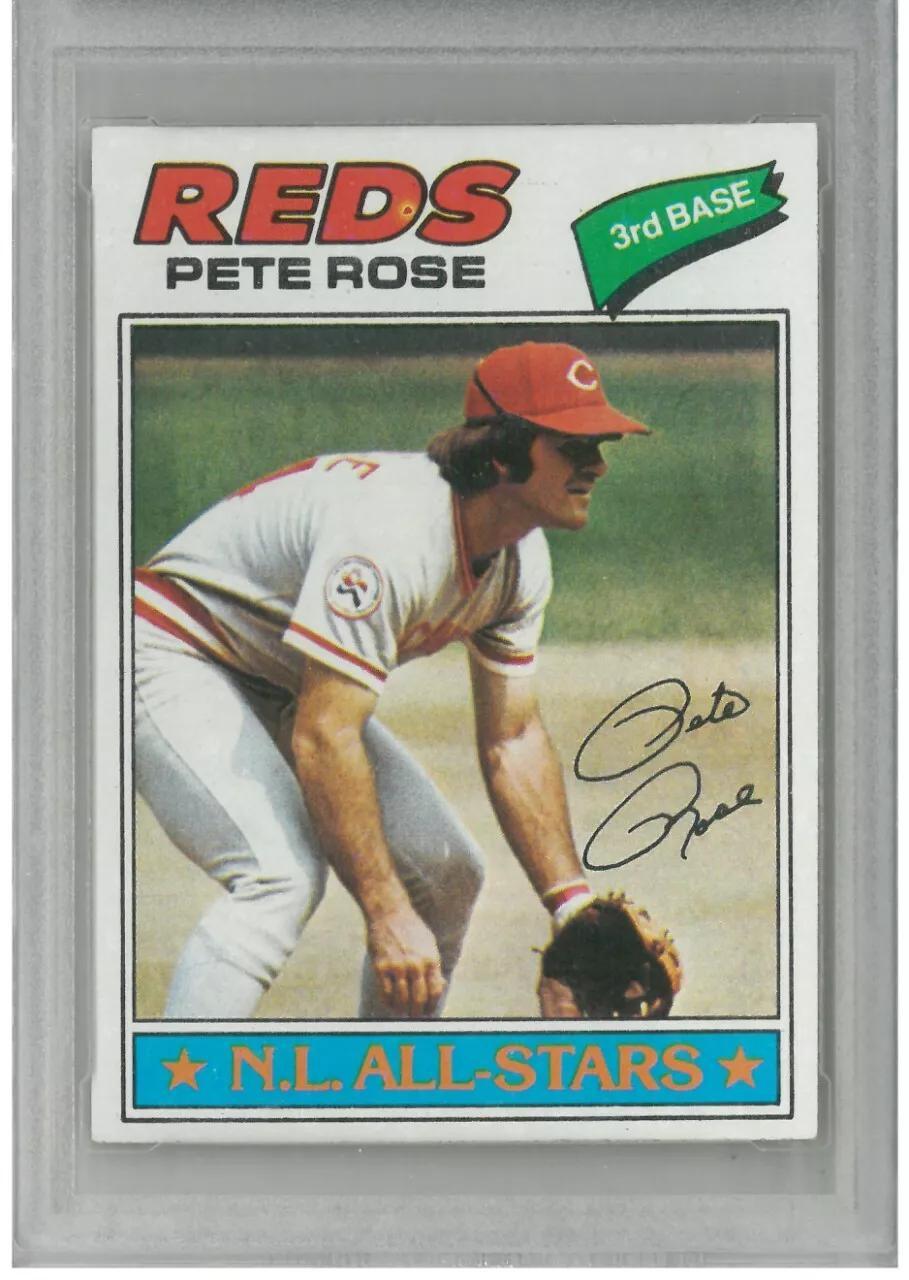 REDS
PETE ROSE
3rd BASE
C
Pete
Rose
★ N.L. ALL-STARS ★